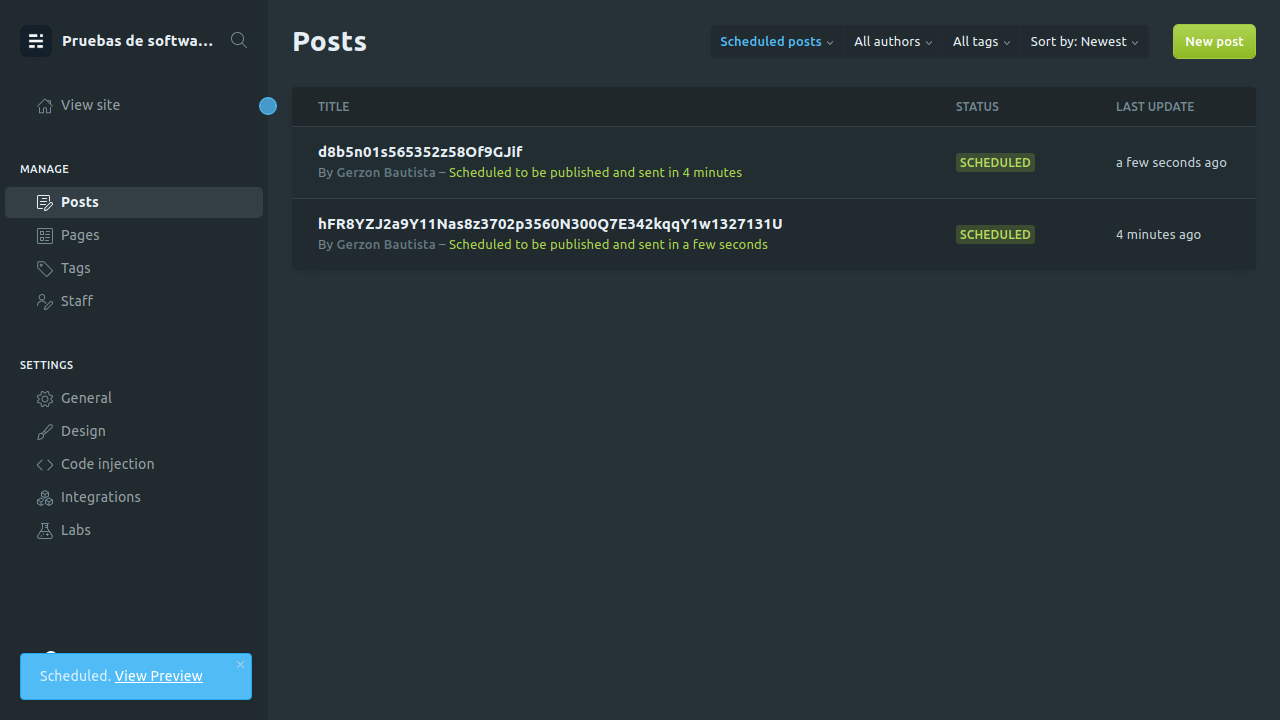 Pruebas de softwa...
View site
MANAGE
Posts
Pages
Tags
Staff
SETTINGS
General
Design
Code injection
Integrations
Labs
Scheduled. View Preview
Posts
Scheduled posts
All authors
All tags
Sort by: Newest
New post
TITLE
STATUS
LAST UPDATE
d8b5n01s565352z58Of9GJif
By Gerzon Bautista – Scheduled to be published and sent in 4 minutes
SCHEDULED
a few seconds ago
hFR8YZJ2a9Y11Nas8z3702p3560N300Q7E342kqqY1w1327131U
By Gerzon Bautista – Scheduled to be published and sent in a few seconds
SCHEDULED
4 minutes ago